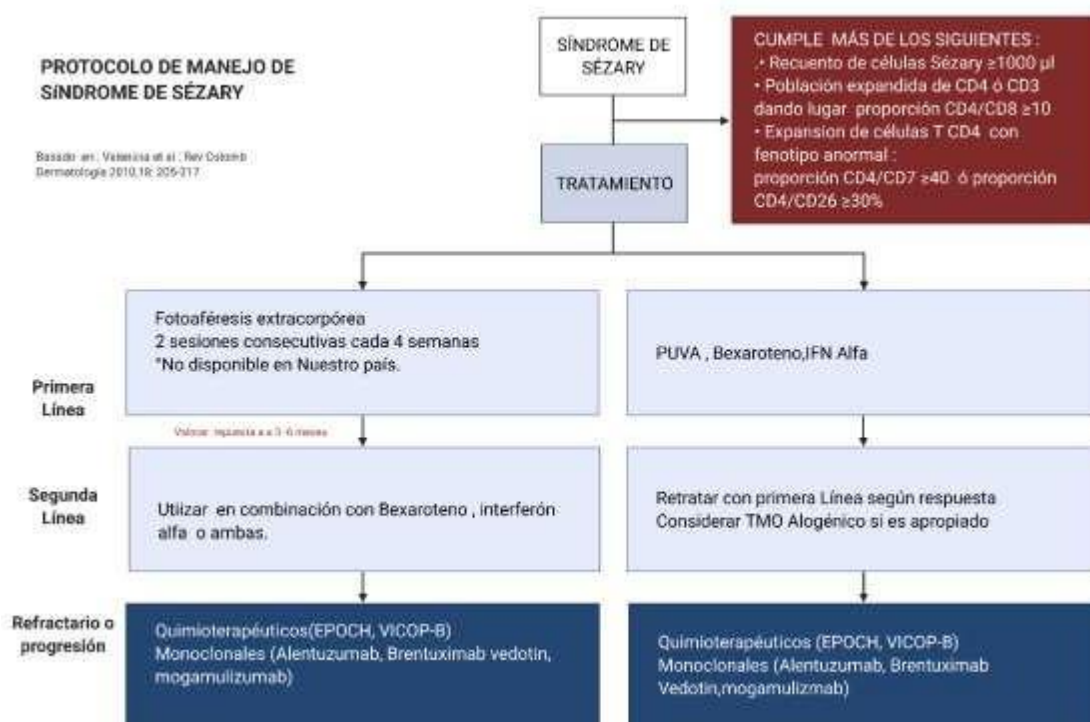 PROTOCOLO DE MANEJO DE
SíNDROME DE SÉZARY
Basado en: Valencia et al ; Rev Colomb
Dermatología 2010,18: 205-217
SÍNDROME DE
SÉZARY
CUMPLE MÁS DE LOS SIGUIENTES :
.• Recuento de células Sézary ≥1000 µl
• Población expandida de CD4 ó CD3
dando lugar proporción CD4/CD8 ≥10
• Expansion de células T CD4 con
fenotipo anormal :
proporción CD4/CD7 ≥40 ó proporción
CD4/CD26 ≥30%
TRATAMIENTO
Primera
Línea
Fotoaféresis extracorpórea
2 sesiones consecutivas cada 4 semanas
*No disponible en Nuestro país.
PUVA , Bexaroteno,IFN Alfa
Valorar a 3 6 meses
Segunda
Línea
Utiizar en combinación con Bexaroteno , interferón
alfa o ambas.
Retratar con primera Línea según respuesta
Considerar TMO Alogénico si es apropiado
Refractario o
progresión
Quimioterapéuticos(EPOCH, VICOP-B)
Monoclonales (Alentuzumab, Brentuximab vedotin,
mogamulizumab)
Quimioterapéuticos (EPOCH, VICOP-B)
Monoclonales (Alentuzumab, Brentuximab
Vedotin,mogamulizmab)